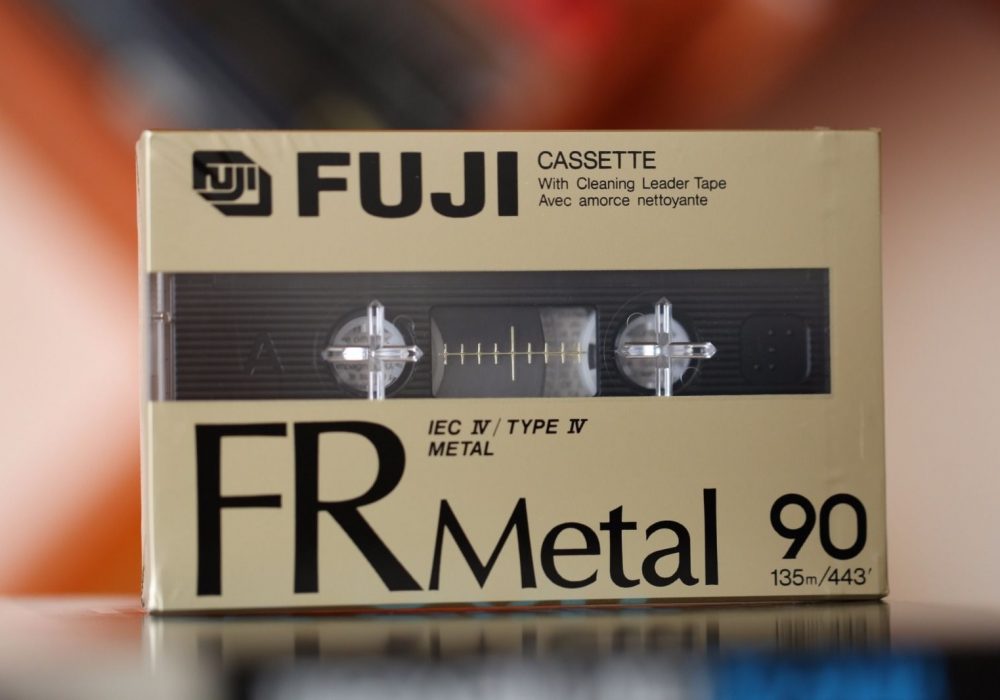 FUJI FUJI CASSETTE
With Cleaning Leader Tape
Avec amorce nettoyante
A
IEC IV / TYPE IV
METAL
FR Metal 90
135m/443'